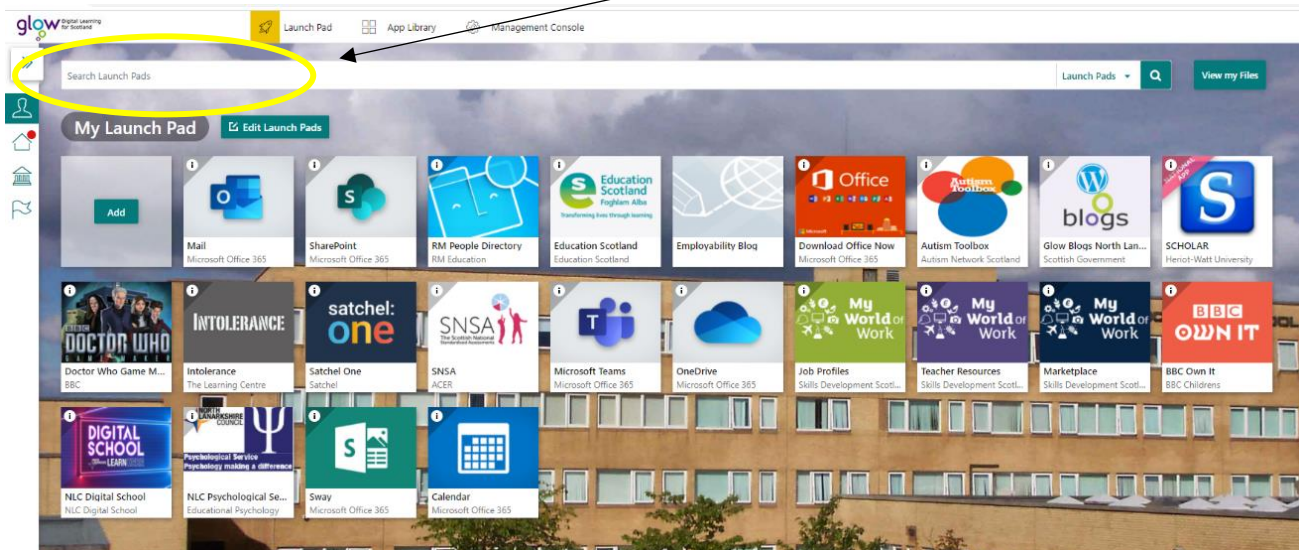 glow Digital Learning
for Scotland
Launch Pad
App Library
Management Console
Search Launch Pads
Launch Pads
View my Files
My Launch Pad
Edit Launch Pads
Add
Mail
Microsoft Office 365
SharePoint
Microsoft Office 365
RM People Directory
RM Education
Education
Scotland
Foghlam Alba
Transforming lives through learning
Education Scotland
Education Scotland
Employability Blog
Office
Download Office Now
Microsoft Office 365
Autism
Toolbox
Autism Toolbox
Autism Network Scotland
blogs
Glow Blogs North Lan...
Scottish Government
S
SCHOLAR
Heriot-Watt University
DOCTOR WHO
Doctor Who Game M...
BBC
INTOLERANCE
Intolerance
The Learning Centre
satchel:
one
Satchel One
Satchel
SNSA
The Scottish National
Standardised Assessments
SNSA
ACER
Microsoft Teams
Microsoft Office 365
OneDrive
Microsoft Office 365
My
World of
Work
Job Profiles
Skills Development Scotl...
My
World of
Work
Teacher Resources
Skills Development Scotl...
My
World of
Work
Marketplace
Skills Development Scotl...
BBC
OWN IT
BBC Own It
BBC Childrens
DIGITAL
SCHOOL
LEARN
NLC Digital School
NLC Digital School
NORTH
LANARKSHIRE
COUNCIL
Psychological Service
Psychology making a difference
NLC Psychological Se...
Educational Psychology
Sway
Microsoft Office 365
Calendar
Microsoft Office 365